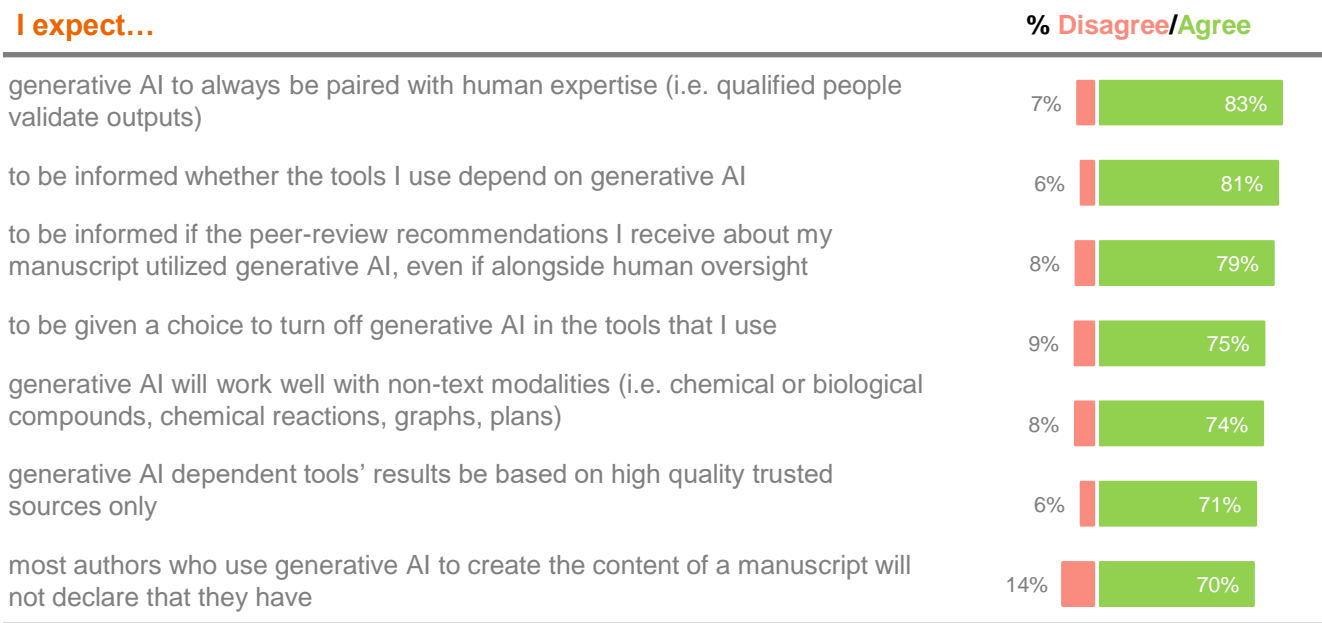 I expect… % Disagree/Agree
generative AI to always be paired with human expertise (i.e. qualified people
validate outputs)
7% 83%
to be informed whether the tools I use depend on generative AI
6% 81%
to be informed if the peer-review recommendations I receive about my
manuscript utilized generative AI, even if alongside human oversight
8% 79%
to be given a choice to turn off generative AI in the tools that I use
9% 75%
generative AI will work well with non-text modalities (i.e. chemical or biological
compounds, chemical reactions, graphs, plans)
8% 74%
generative AI dependent tools’ results be based on high quality trusted
sources only
6% 71%
most authors who use generative AI to create the content of a manuscript will
not declare that they have
14% 70%